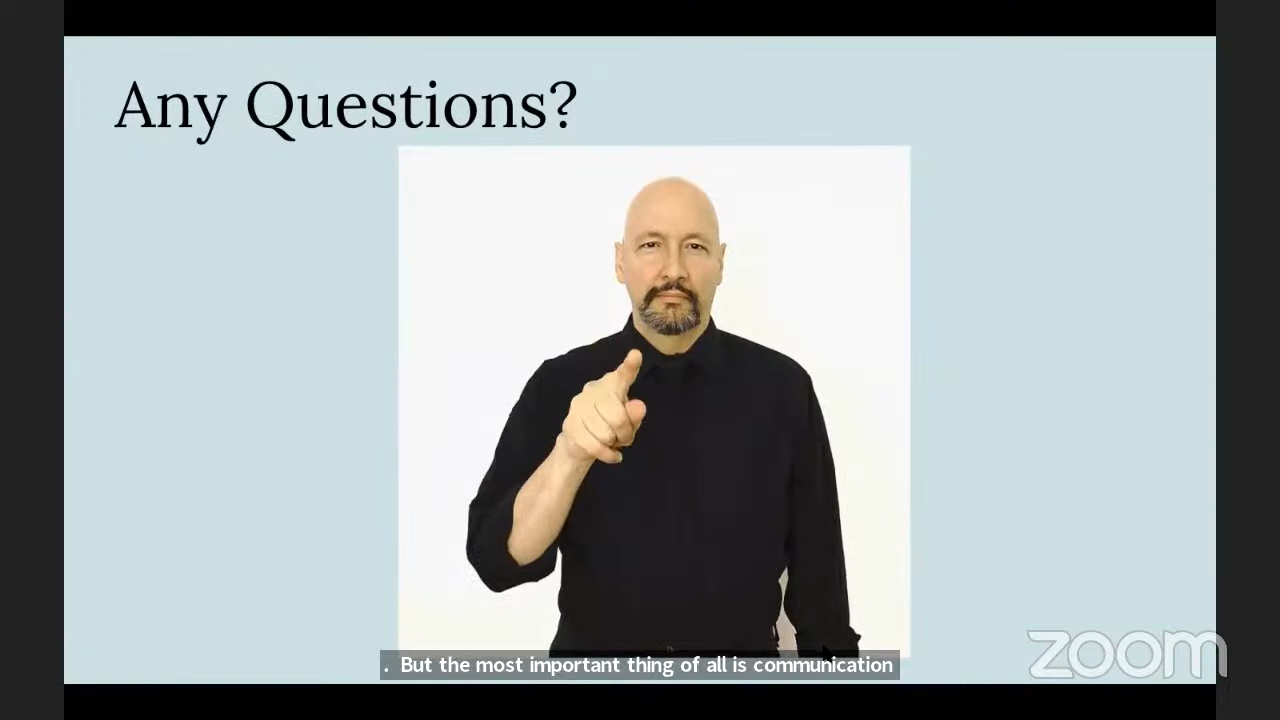 Any Questions?
. But the most important thing of all is communication
zoom